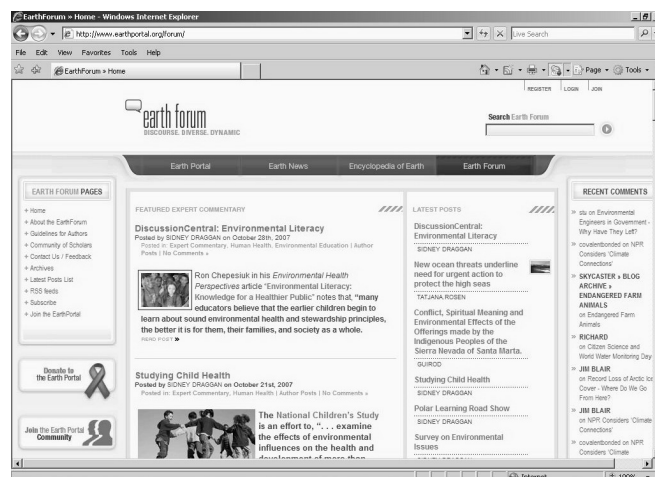 EarthForum » Home - Windows Internet Explorer
http://www.earthportal.org/forum/
Live Search
File Edit View Favorites Tools Help
EarthForum » Home
Page Tools
REGISTER LOGIN JOIN
earth forum
DISCOURSE. DIVERSE. DYNAMIC
Search Earth Forum
Earth Portal Earth News Encyclopedia of Earth Earth Forum
EARTH FORUM PAGES
+ Home
+ About the EarthForum
+ Guidelines for Authors
+ Community of Scholars
+ Contact Us / Feedback
+ Archives
+ Latest Posts List
+ RSS feeds
+ Subscribe
+ Join the EarthPortal
Donate to
the Earth Portal
Join the Earth Portal
Community
FEATURED EXPERT COMMENTARY
DiscussionCentral: Environmental Literacy
Posted by SIDNEY DRAGGAN on October 28th, 2007
Posted in: Expert Commentary, Human Health, Environmental Education | Author
Posts | No Comments »
Ron Chepesiuk in his Environmental Health
Perspectives article "Environmental Literacy:
Knowledge for a Healthier Public" notes that, "many
educators believe that the earlier children begin to
learn about sound environmental health and stewardship principles,
the better it is for them, their families, and society as a whole.
READ POST »
Studying Child Health
Posted by SIDNEY DRAGGAN on October 21st, 2007
Posted in: Expert Commentary, Human Health | Author Posts | No Comments »
The National Children's Study
is an effort to, ". . . examine
the effects of environmental
influences on the health and
development of more than
LATEST POSTS
DiscussionCentral:
Environmental Literacy
SIDNEY DRAGGAN
New ocean threats underline
need for urgent action to
protect the high seas
TATJANA.ROSEN
Conflict, Spiritual Meaning and
Environmental Effects of the
Offerings made by the
Indigenous Peoples of the
Sierra Nevada of Santa Marta.
GUIROD
Studying Child Health
SIDNEY DRAGGAN
Polar Learning Road Show
SIDNEY DRAGGAN
Survey on Environmental
Issues
SIDNEY DRAGGAN
RECENT COMMENTS
» stu on Environmental
Engineers in Government -
Why Have They Left?
» covalentbonded on NPR
Considers 'Climate
Connections'
» SKYCASTER » BLOG
ARCHIVE »
ENDANGERED FARM
ANIMALS
on Endangered Farm
Animals
» RICHARD
on Citizen Science and
World Water Monitoring Day
» JIM BLAIR
on Record Loss of Arctic Ice
Cover - Where Do We Go
From Here?
» JIM BLAIR
on NPR Considers 'Climate
Connections'
» covalentbonded on NPR
Considers 'Climate
Internet 100%